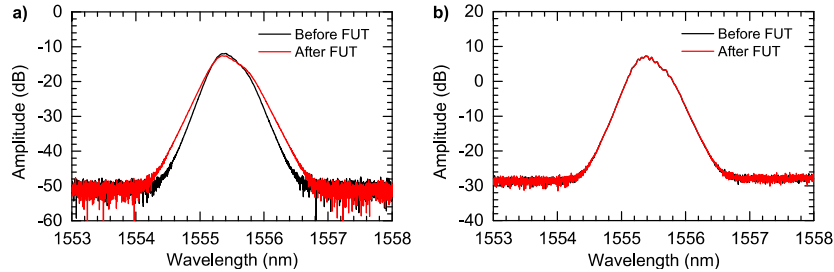 a)
0
-10
-20
-30
-40
-50
-60
Amplitude (dB)
Before FUT
After FUT
1553 1554 1555 1556 1557 1558
Wavelength (nm)
b)
40
30
20
10
0
-10
-20
-30
-40
Amplitude (dB)
Before FUT
After FUT
1553 1554 1555 1556 1557 1558
Wavelength (nm)